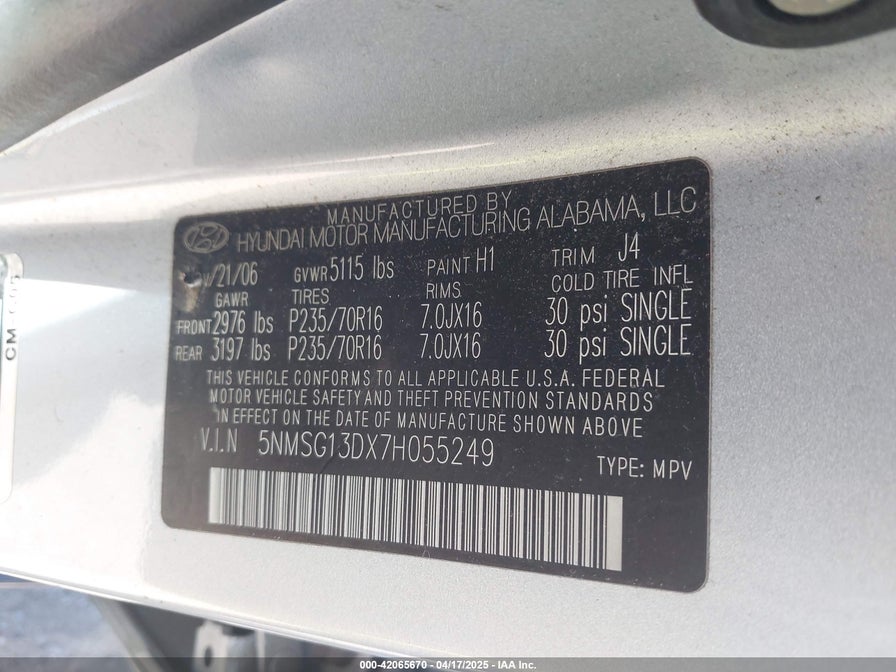 MANUFACTURED BY
HYUNDAI MOTOR MANUFACTURING ALABAMA, LLC
/21/06 GVWR 5115 lbs PAINT H1 TRIM J4
GAWR TIRES RIMS COLD TIRE INFL
FRONT 2976 lbs P235/70R16 7.0JX16 30 psi SINGLE
REAR 3197 lbs P235/70R16 7.0JX16 30 psi SINGLE
THIS VEHICLE CONFORMS TO ALL APPLICABLE U.S.A. FEDERAL
MOTOR VEHICLE SAFETY AND THEFT PREVENTION STANDARDS
IN EFFECT ON THE DATE OF MANUFACTURE SHOWN ABOVE.
V.I.N 5NMSG13DX7H055249
TYPE: MPV
000-42065670 - 04/17/2025 - IAA Inc.